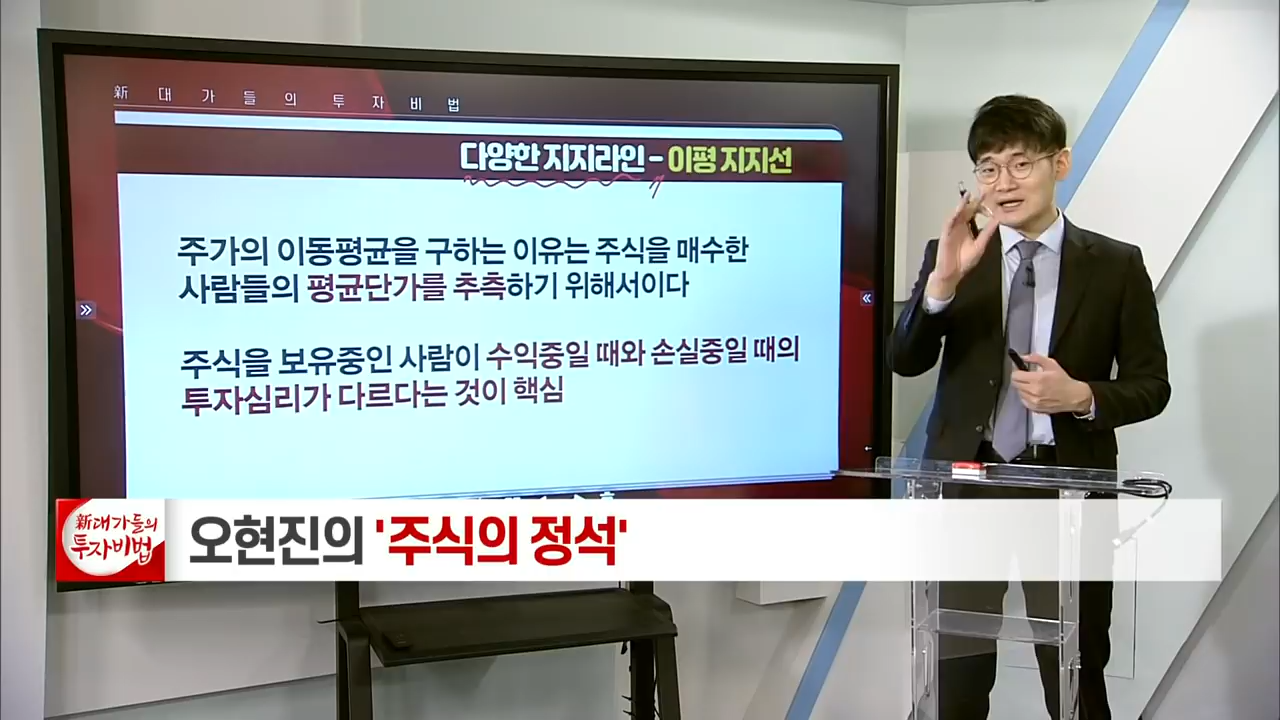 新 대 가 들 의 투 자 비 법
다양한 지지라인 - 이평 지지선
주가의 이동평균을 구하는 이유는 주식을 매수한
사람들의 평균단가를 추측하기 위해서이다
주식을 보유중인 사람이 수익중일 때와 손실중일 때의
투자심리가 다르다는 것이 핵심
新대가들의
투자비법
오현진의 '주식의 정석'